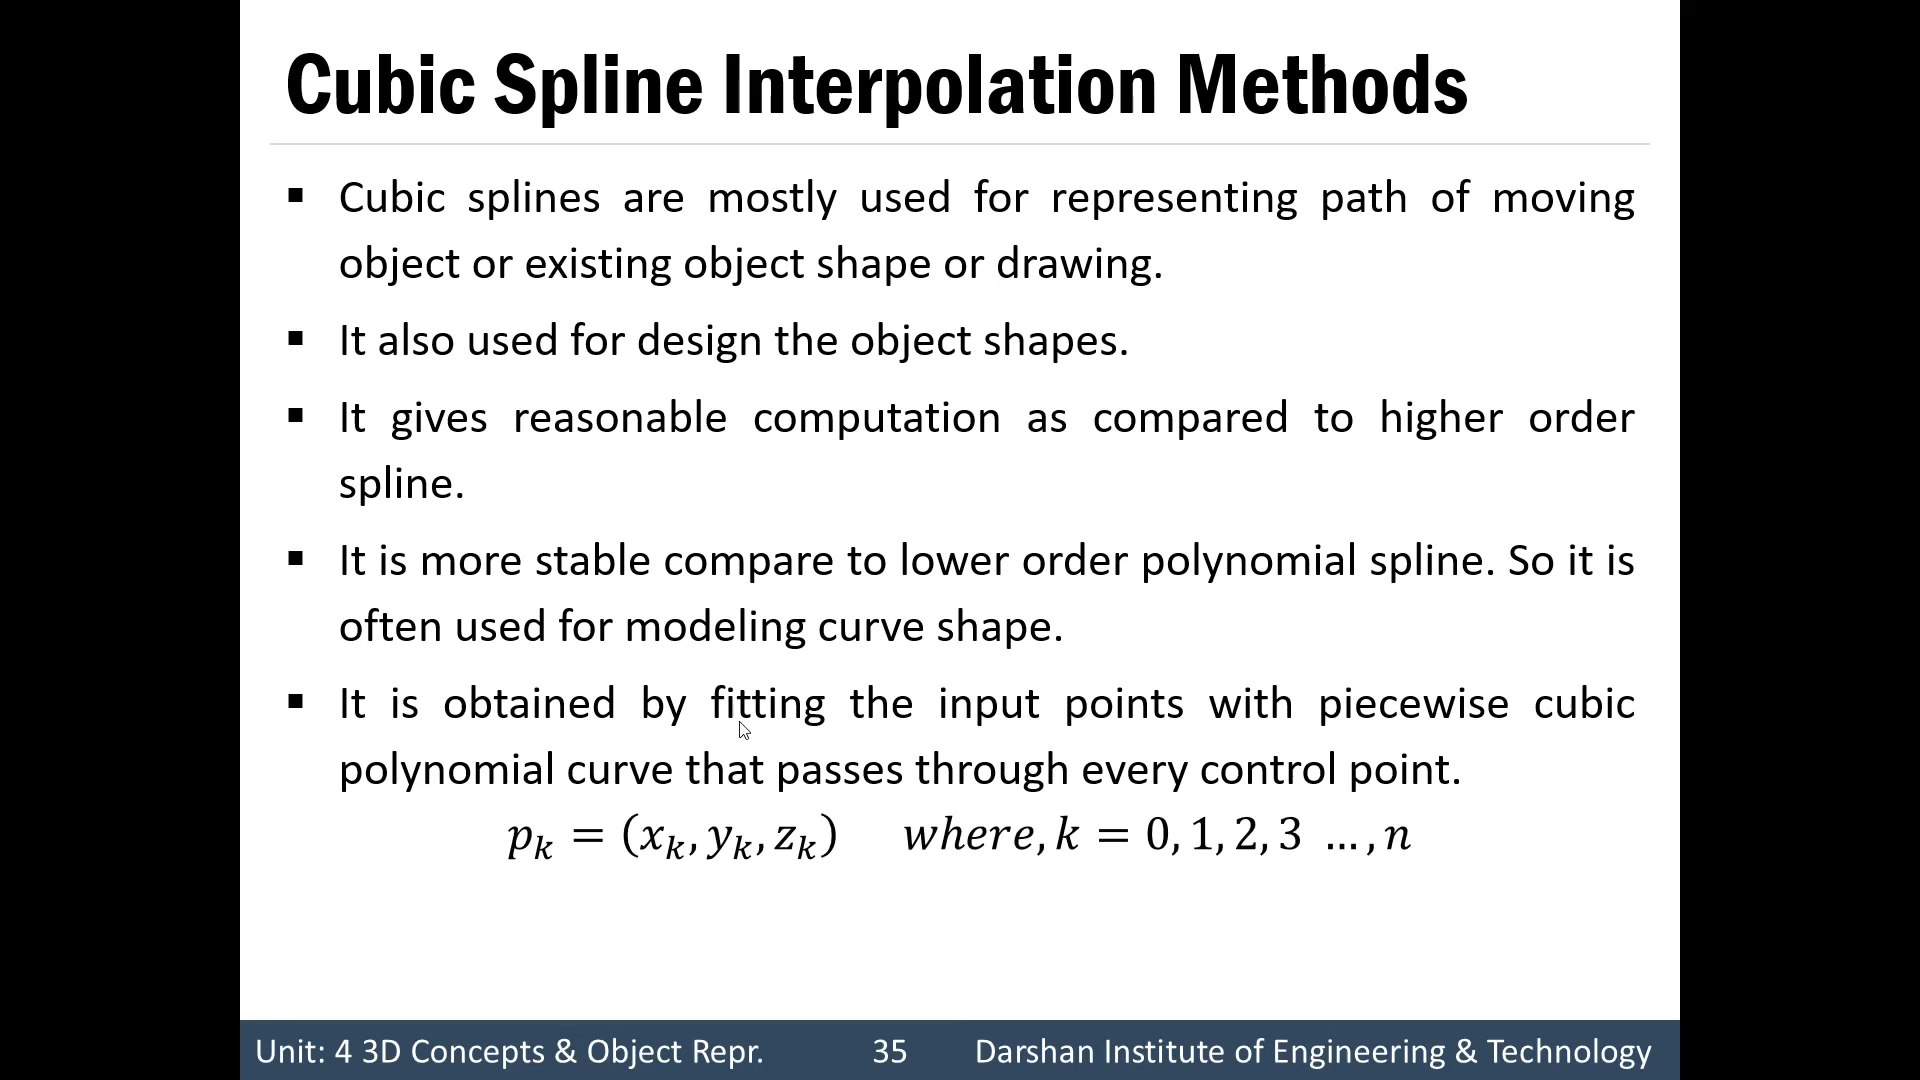 Cubic Spline Interpolation Methods
▪ Cubic splines are mostly used for representing path of moving
object or existing object shape or drawing.
▪ It also used for design the object shapes.
▪ It gives reasonable computation as compared to higher order
spline.
▪ It is more stable compare to lower order polynomial spline. So it is
often used for modeling curve shape.
▪ It is obtained by fitting the input points with piecewise cubic
polynomial curve that passes through every control point.
pₖ = (xₖ, yₖ, zₖ) where, k = 0, 1, 2, 3 …, n
Unit: 4 3D Concepts & Object Repr. 35 Darshan Institute of Engineering & Technology